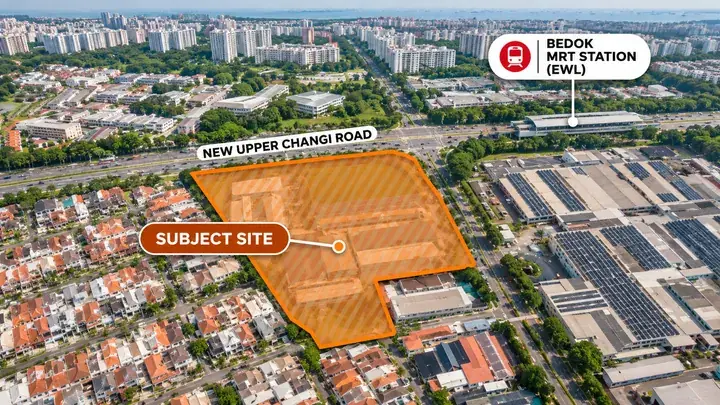 BEDOK
MRT STATION
(EWL)
NEW UPPER CHANGI ROAD
SUBJECT SITE